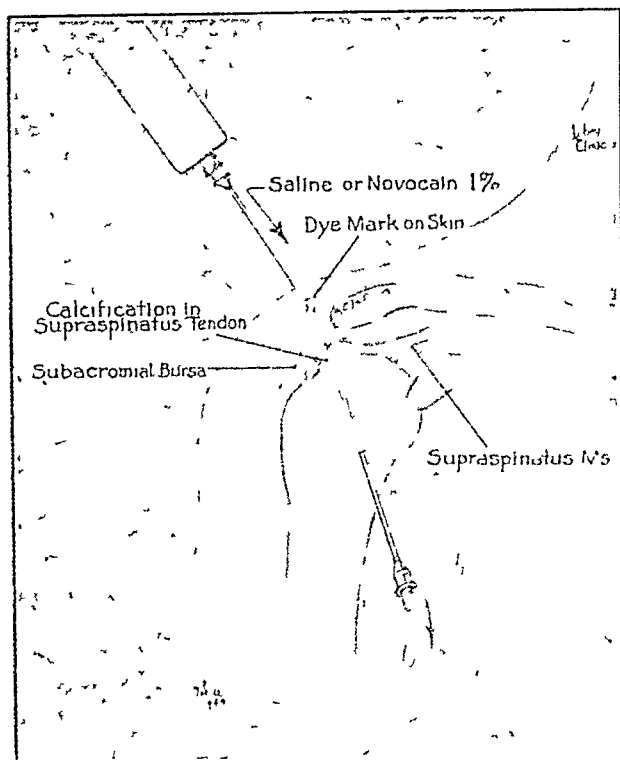 Saline or Novocain 1%
Dye Mark on Skin
Calcification in
Supraspinatus Tendon
Subacromial Bursa
Supraspinatus M's